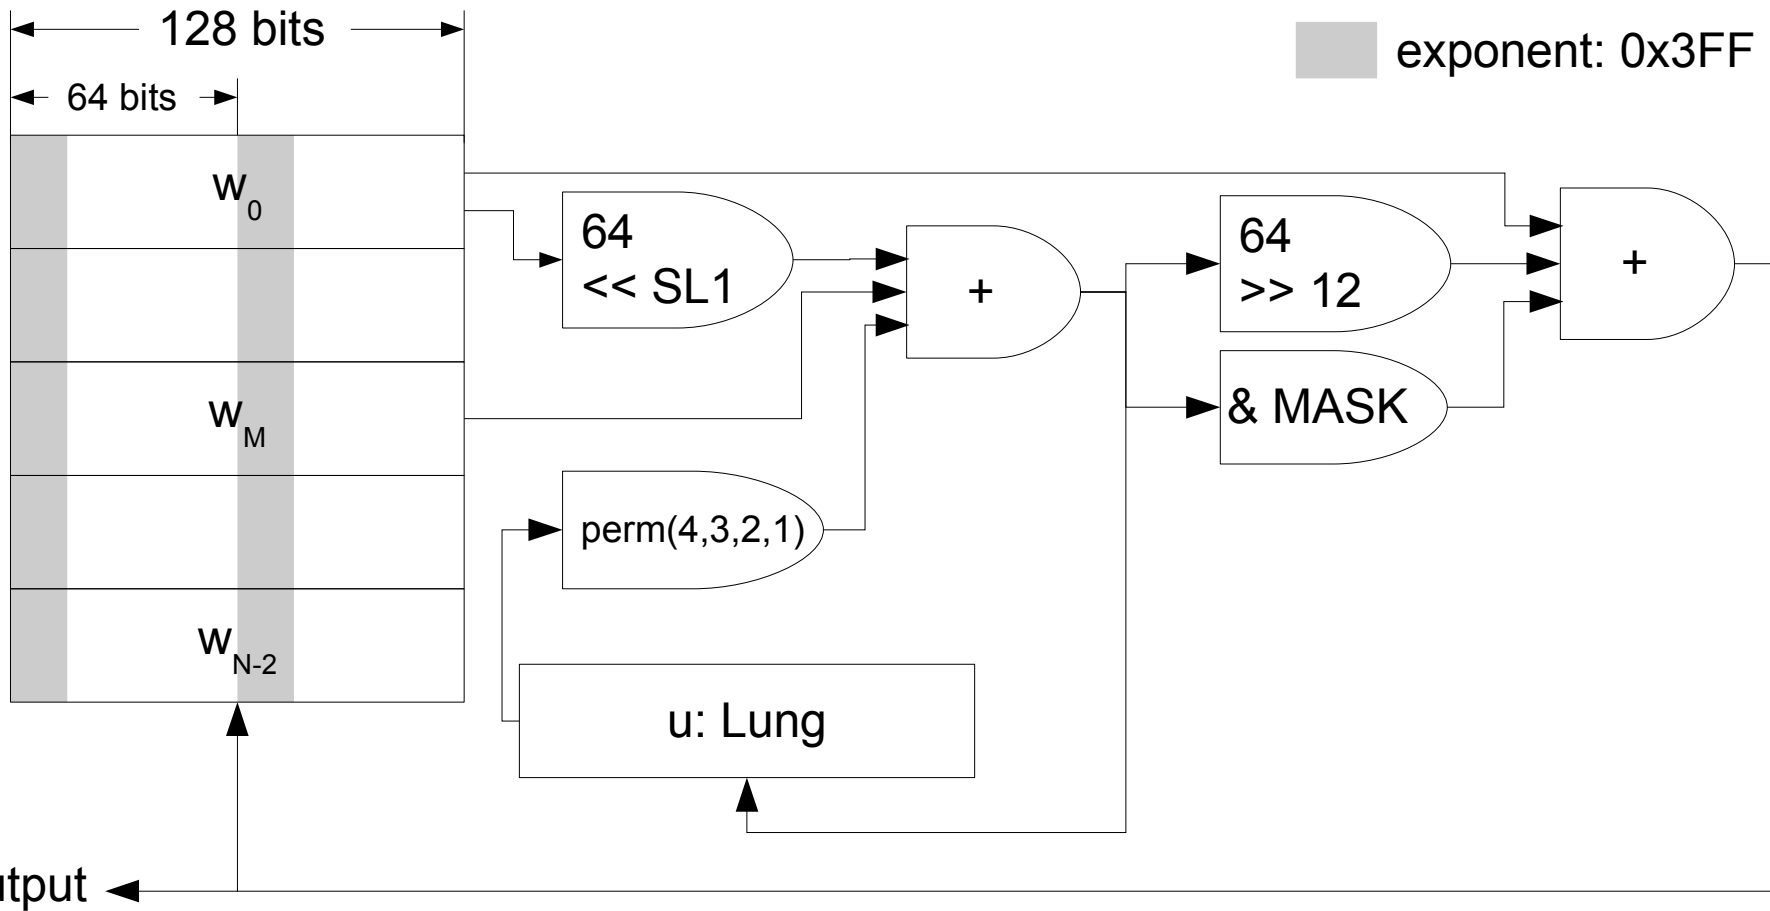 128 bits
exponent: 0x3FF
64 bits
w0
64
<< SL1
+
64
>> 12
+
wM
& MASK
perm(4,3,2,1)
wN-2
u: Lung
utput